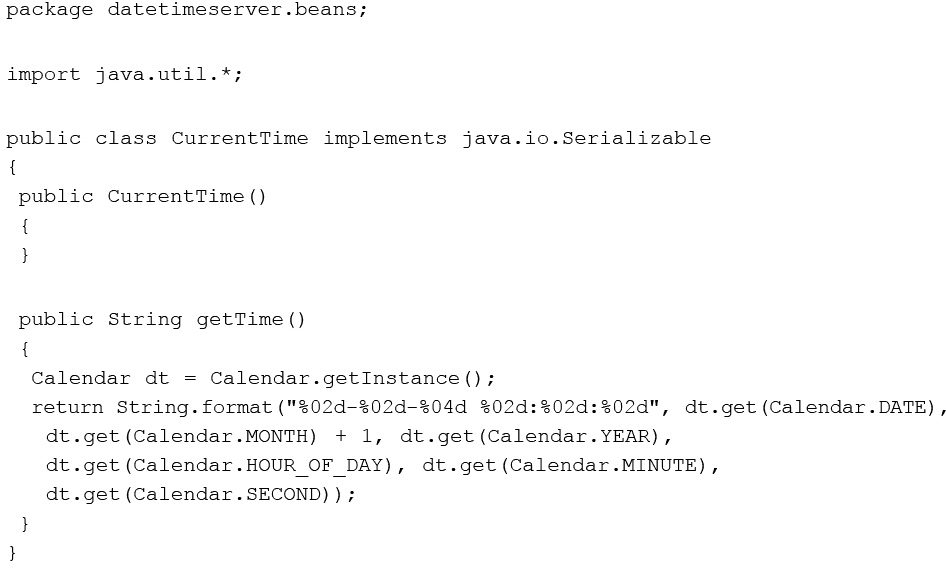 package datetimeserver.beans;
import java.util.*;
public class CurrentTime implements java.io.Serializable
{
public CurrentTime()
{
}
public String getTime()
{
Calendar dt = Calendar.getInstance();
return String.format("%02d-%02d-%04d %02d:%02d:%02d", dt.get(Calendar.DATE),
dt.get(Calendar.MONTH) + 1, dt.get(Calendar.YEAR),
dt.get(Calendar.HOUR_OF_DAY), dt.get(Calendar.MINUTE),
dt.get(Calendar.SECOND));
}
}